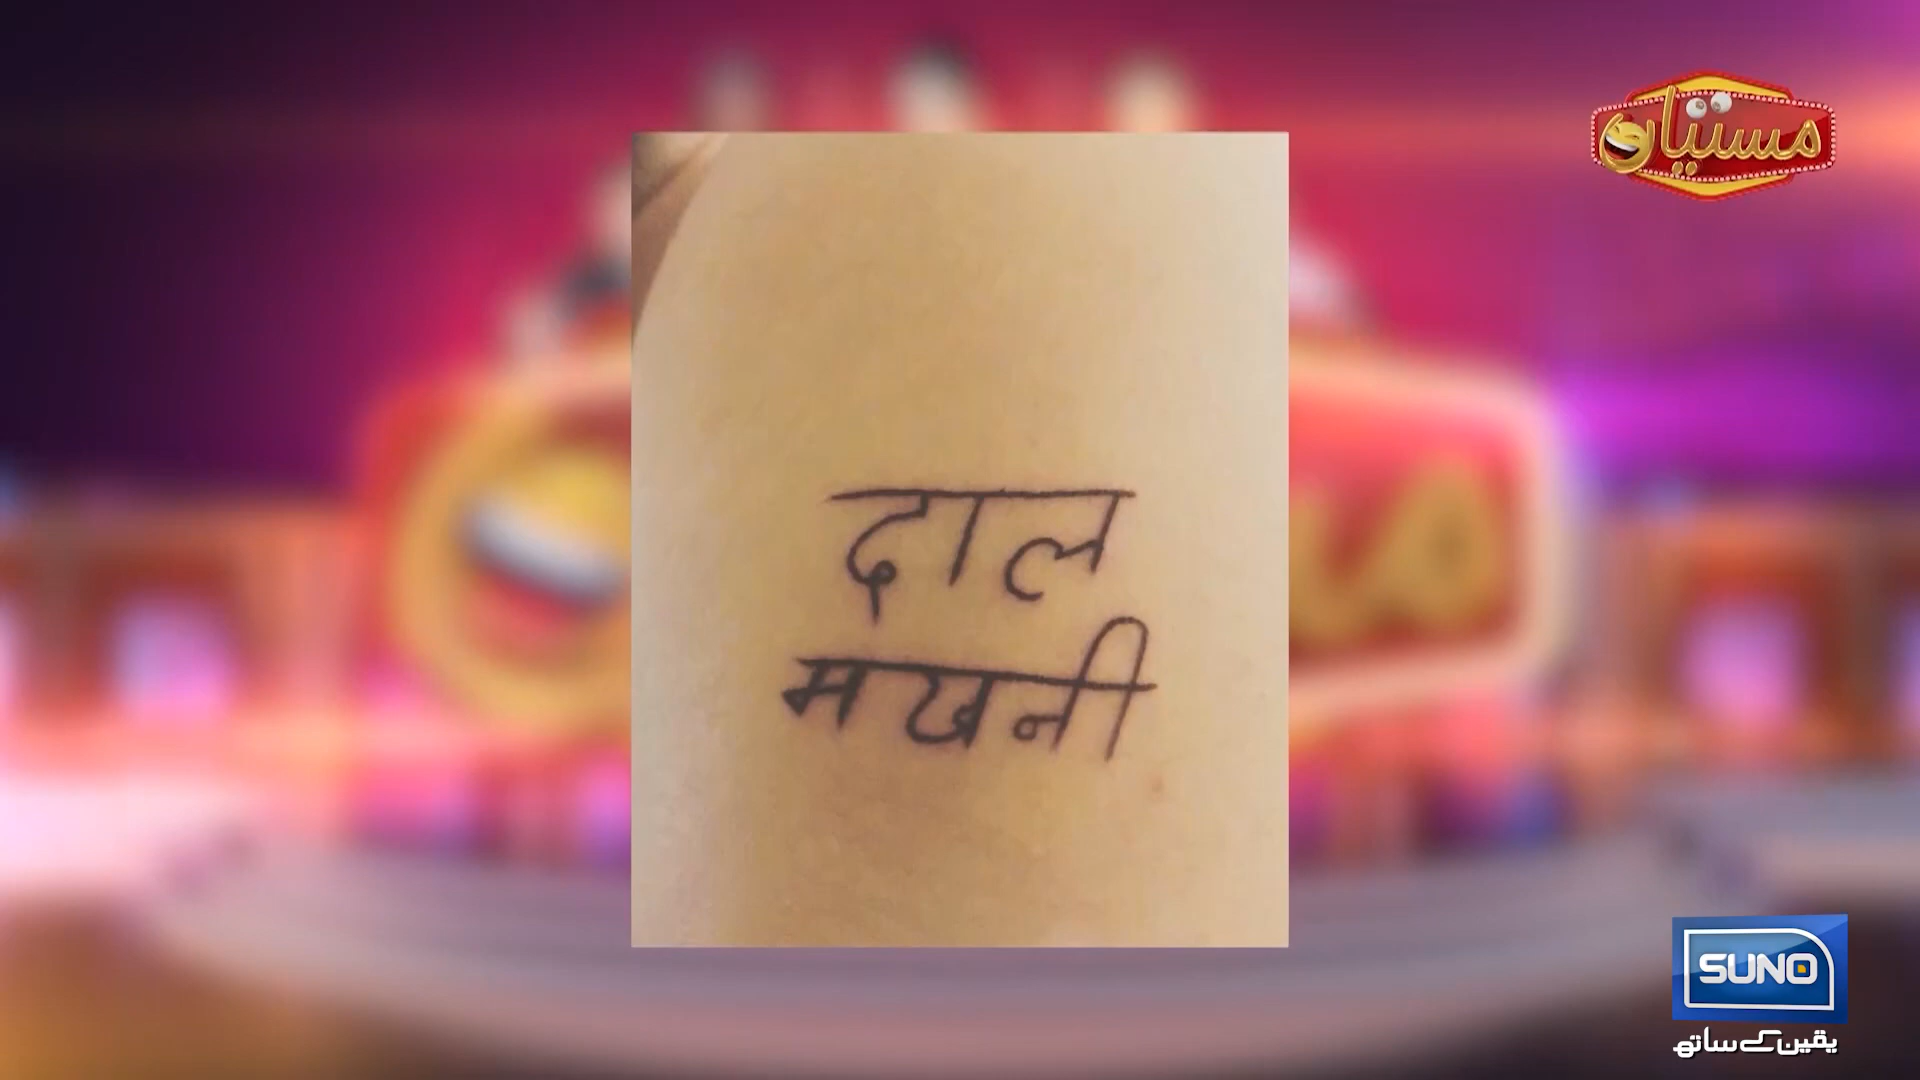 مستیاں
दाल
मखनी
SUNO
یقین کے ساتھ